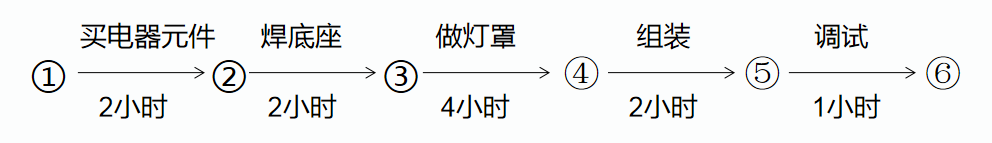 买电器元件 焊底座 做灯罩 组装 调试
① ② ③ ④ ⑤ ⑥
2小时 2小时 4小时 2小时 1小时